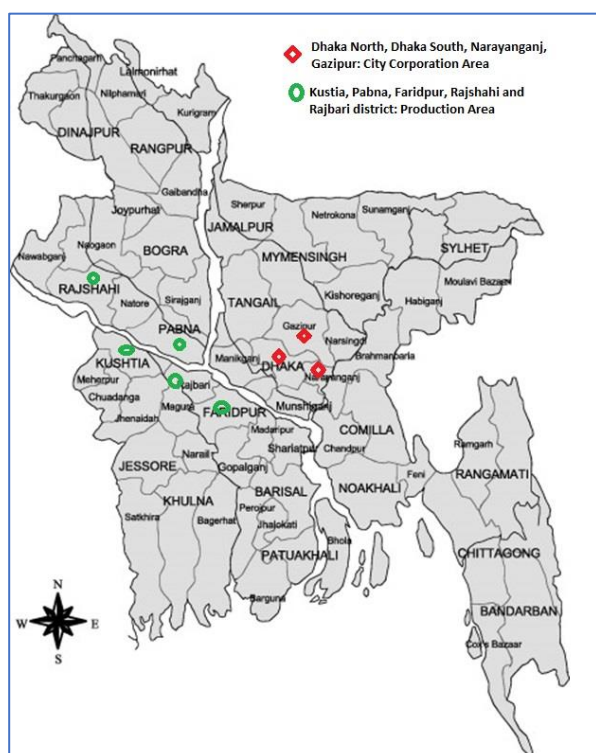 Dhaka North, Dhaka South, Narayanganj,
Gazipur: City Corporation Area
Kustia, Pabna, Faridpur, Rajshahi and
Rajbari district: Production Area
Panchagarh
Lalmonirhat
Thakurgaon
Nilphamari
Kurigram
DINAJPUR
RANGPUR
Gaibandha
Joypurhat
Sherpur
JAMALPUR
Netrokona
Sunamganj
Naogaon
Nawabganj
BOGRA
MYMENSINGH
SYLHET
RAJSHAHI
Moulavi Bazar
Natore
Sirajganj
TANGAIL
Kishoreganj
Habiganj
PABNA
Gazipur
Narsingdi
KUSHTIA
Manikganj
DHAKA
Brahmanbaria
Narayanganj
Meherpur
Rajbari
Chuadanga
Magura
FARIDPUR
Munshiganj
Jhenaidah
Madaripur
COMILLA
Narail
Shariatpur
Chandpur
Ramgarh
JESSORE
Gopalganj
Feni
RANGAMATI
KHULNA
BARISAL
NOAKHALI
Satkhira
Bagerhat
Perojpur
Jhalokati
Bhola
PATUAKHALI
CHITTAGONG
Barguna
BANDARBAN
Cox's Bazaar
N
W
E
S